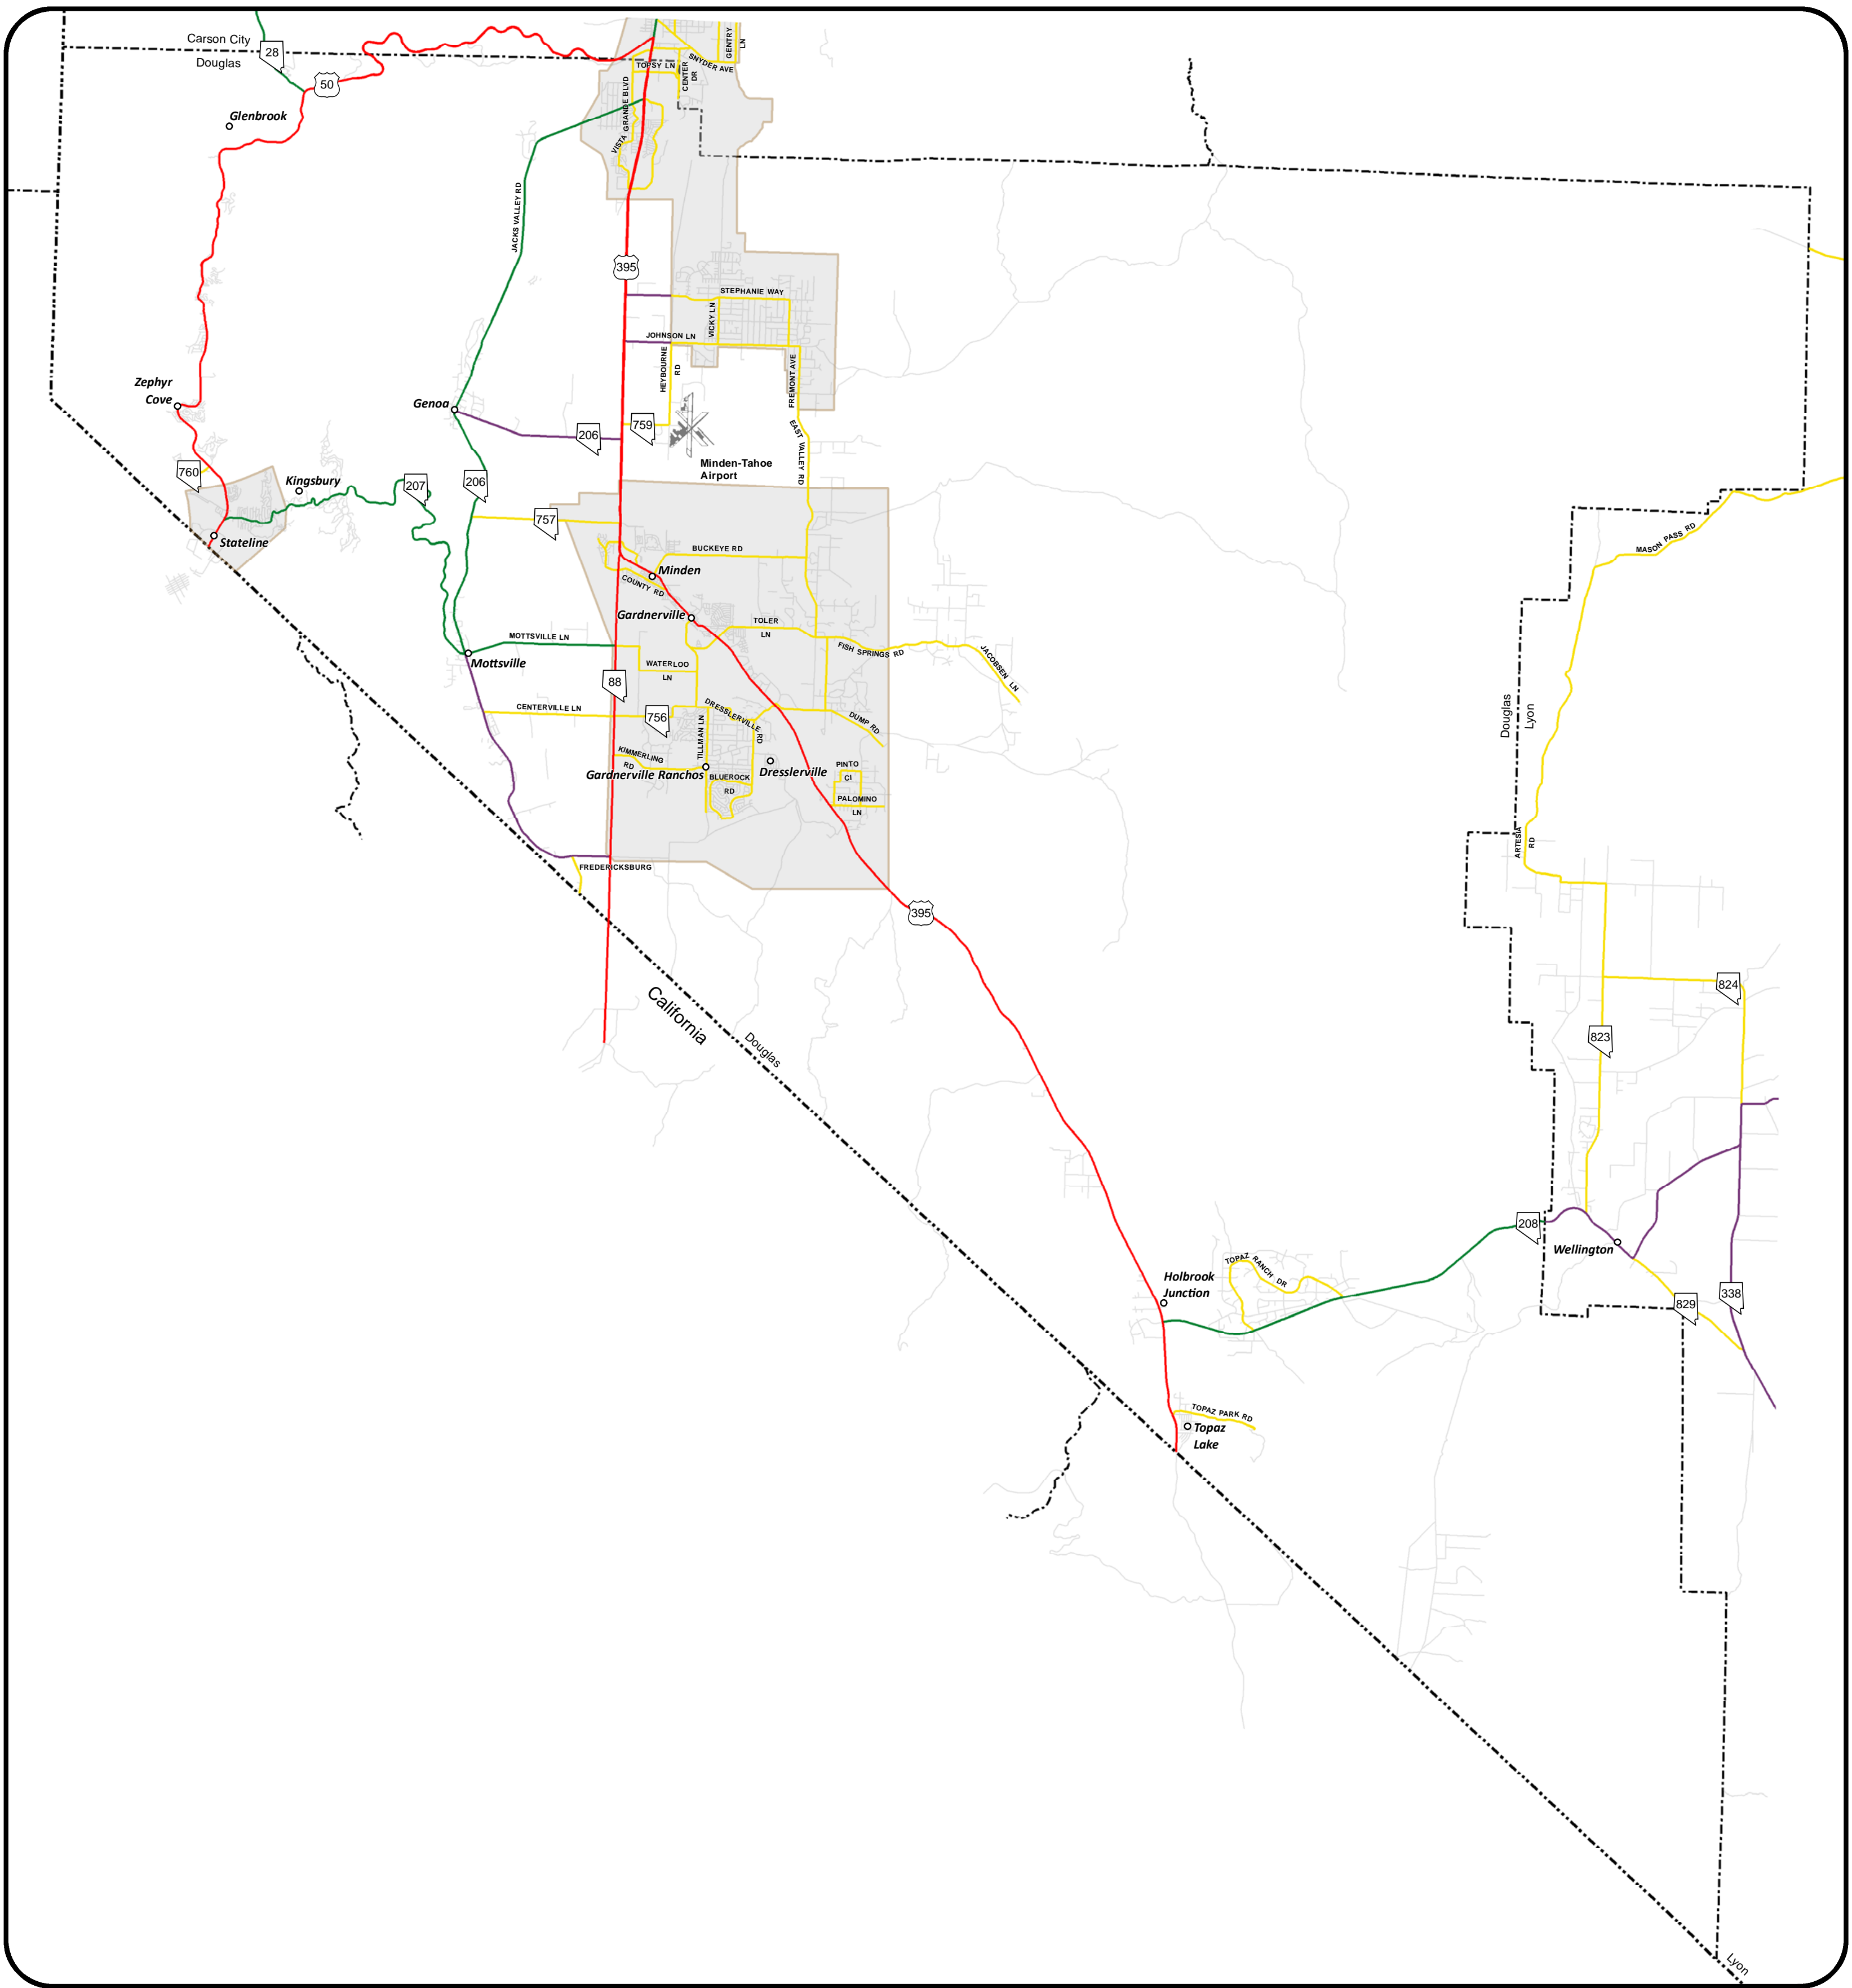 Carson City
Douglas
28
50
Glenbrook
GENTRY
LN
SNYDER AVE
TOPSY LN
CENTER
DR
VISTA GRANDE BLVD
JACKS VALLEY RD
395
STEPHANIE WAY
VICKY LN
JOHNSON LN
HEYBOURNE
RD
FREMONT AVE
Zephyr
Cove
Genoa
206
759
EAST VALLEY RD
Minden-Tahoe
Airport
760
Kingsbury
207
206
757
Stateline
BUCKEYE RD
Minden
COUNTY RD
Gardnerville
TOLER
LN
MASON PASS RD
MOTTSVILLE LN
Mottsville
FISH SPRINGS RD
JACOBSEN LN
WATERLOO
LN
88
CENTERVILLE LN
756
DRESSLERVILLE
RD
DUMP RD
TILLMAN LN
Douglas
Lyon
KIMMERLING
RD
Gardnerville Ranchos
Dresslerville
BLUEROCK
RD
PINTO
CI
PALOMINO
LN
ARTESIA
RD
FREDERICKSBURG
395
California
Douglas
824
823
208
Wellington
TOPAZ RANCH DR
Holbrook
Junction
829
338
TOPAZ PARK RD
Topaz
Lake
Lyon